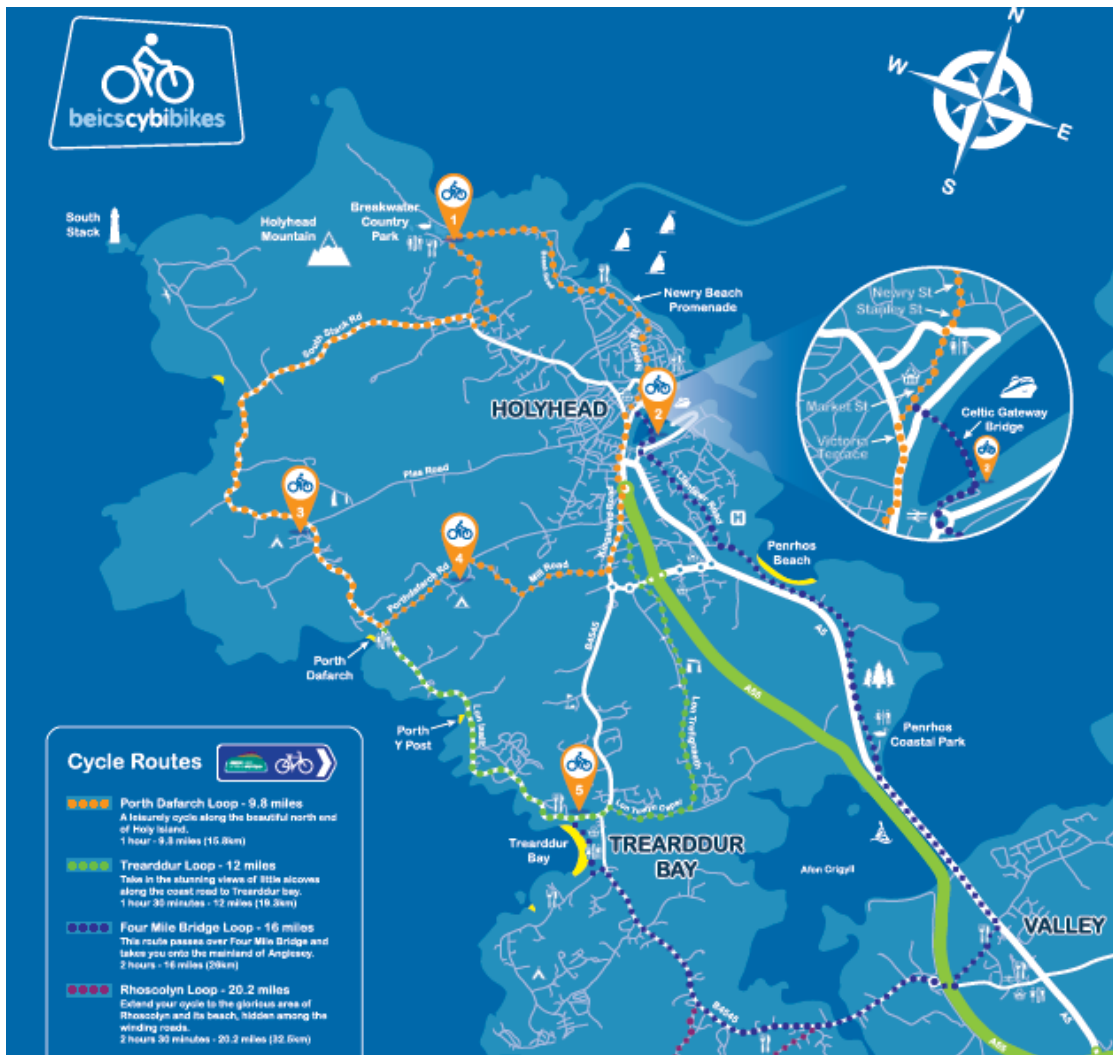 beicscybibikes
N
W
E
S
South
Stack
Holyhead
Mountain
Breakwater
Country
Park
1
Newry Beach
Promenade
South Stack Rd
Newry St
HOLYHEAD
2
Newry St
Stanley St
Market St
Victoria
Terrace
Celtic Gateway
Bridge
2
Plas Road
Kingsland Road
London Road
H
3
4
Porthdafarch Rd
Mill Road
Penrhos
Beach
A5
B4545
A55
Porth
Dafarch
Porth
Y Post
Lon Isallt
Lon Trefignaeth
Penrhos
Coastal Park
5
Lon Towyn Capel
Trearddur
Bay
TREARDDUR
BAY
Afon Crigyll
VALLEY
B4545
A5
A55
Cycle Routes
Porth Dafarch Loop - 9.8 miles
A leisurely cycle along the beautiful north end
of Holy Island.
1 hour - 9.8 miles (15.8km)
Trearddur Loop - 12 miles
Take in the stunning views of little alcoves
along the coast road to Trearddur bay.
1 hour 30 minutes - 12 miles (19.3km)
Four Mile Bridge Loop - 16 miles
This route passes over Four Mile Bridge and
takes you onto the mainland of Anglesey.
2 hours - 16 miles (26km)
Rhoscolyn Loop - 20.2 miles
Extend your cycle to the glorious area of
Rhoscolyn and its beach, hidden among the
winding roads.
2 hours 30 minutes - 20.2 miles (32.5km)